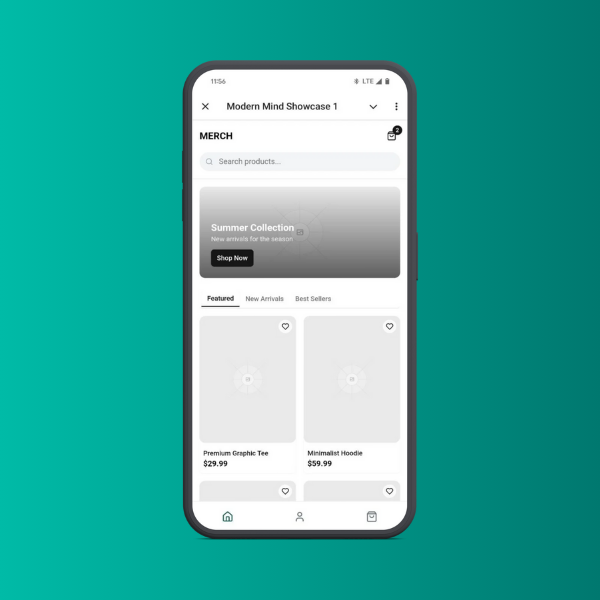 11:56 LTE
Modern Mind Showcase 1
MERCH 2
Search products...
Summer Collection
New arrivals for the season
Shop Now
Featured New Arrivals Best Sellers
Premium Graphic Tee Minimalist Hoodie
$29.99 $59.99